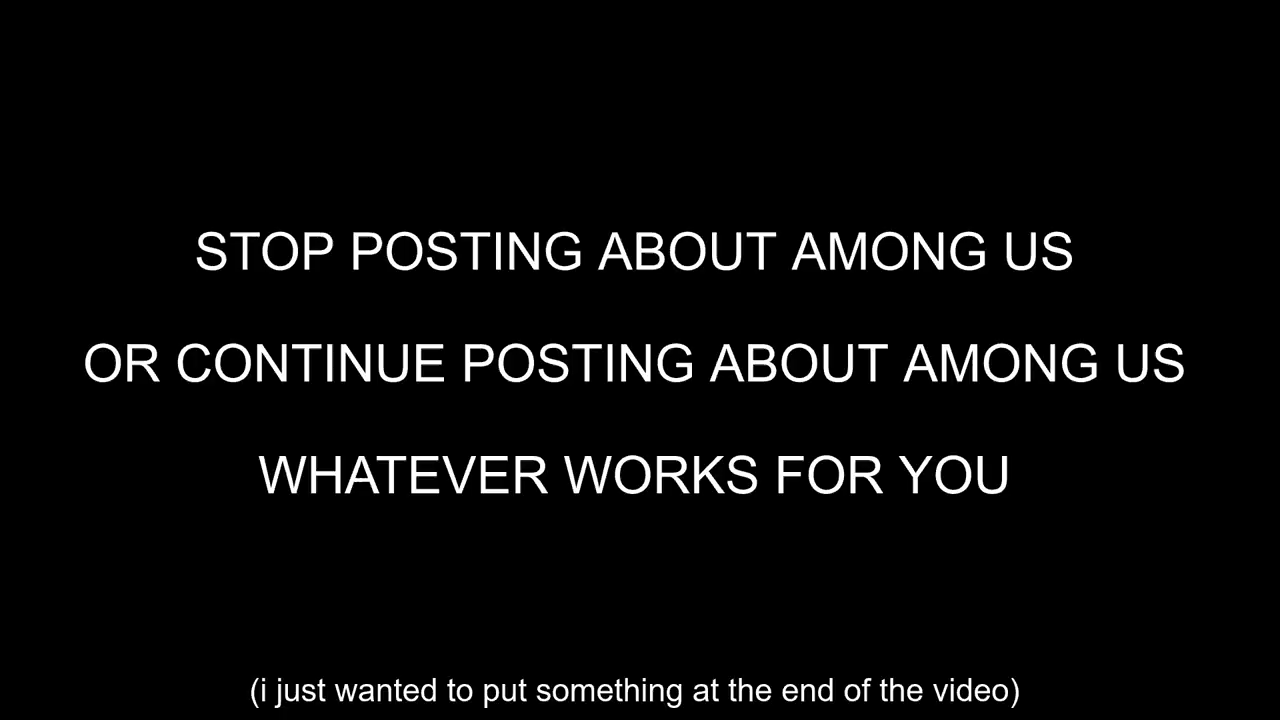 STOP POSTING ABOUT AMONG US
OR CONTINUE POSTING ABOUT AMONG US
WHATEVER WORKS FOR YOU
(i just wanted to put something at the end of the video)